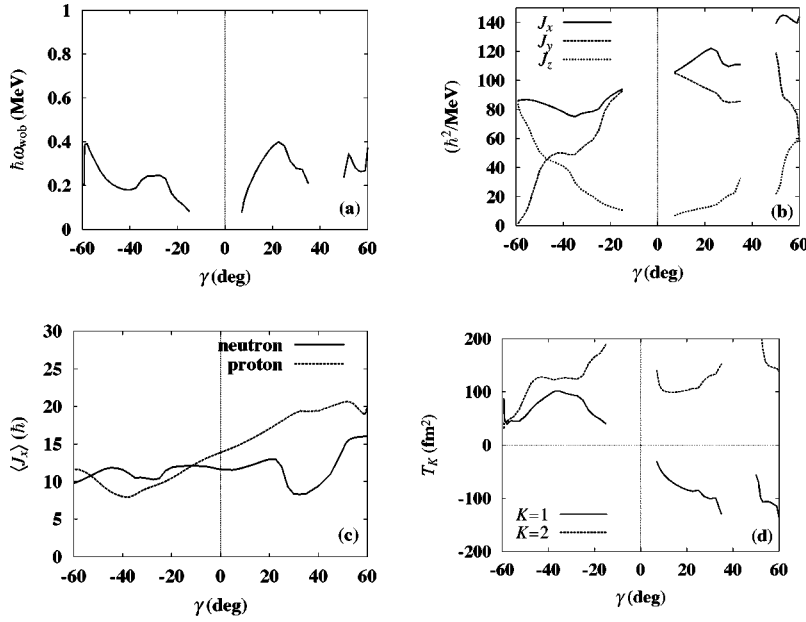 1
0.8
0.6
0.4
0.2
0
ħω_wob (MeV)
(a)
-60 -40 -20 0 20 40 60
γ (deg)
140
120
100
80
60
40
20
0
(ħ²/MeV)
J_x
J_y
J_z
(b)
-60 -40 -20 0 20 40 60
γ (deg)
30
25
20
15
10
5
0
⟨J_x⟩ (ħ)
neutron
proton
(c)
-60 -40 -20 0 20 40 60
γ (deg)
200
100
0
-100
-200
T_K (fm²)
K=1
K=2
(d)
-60 -40 -20 0 20 40 60
γ (deg)